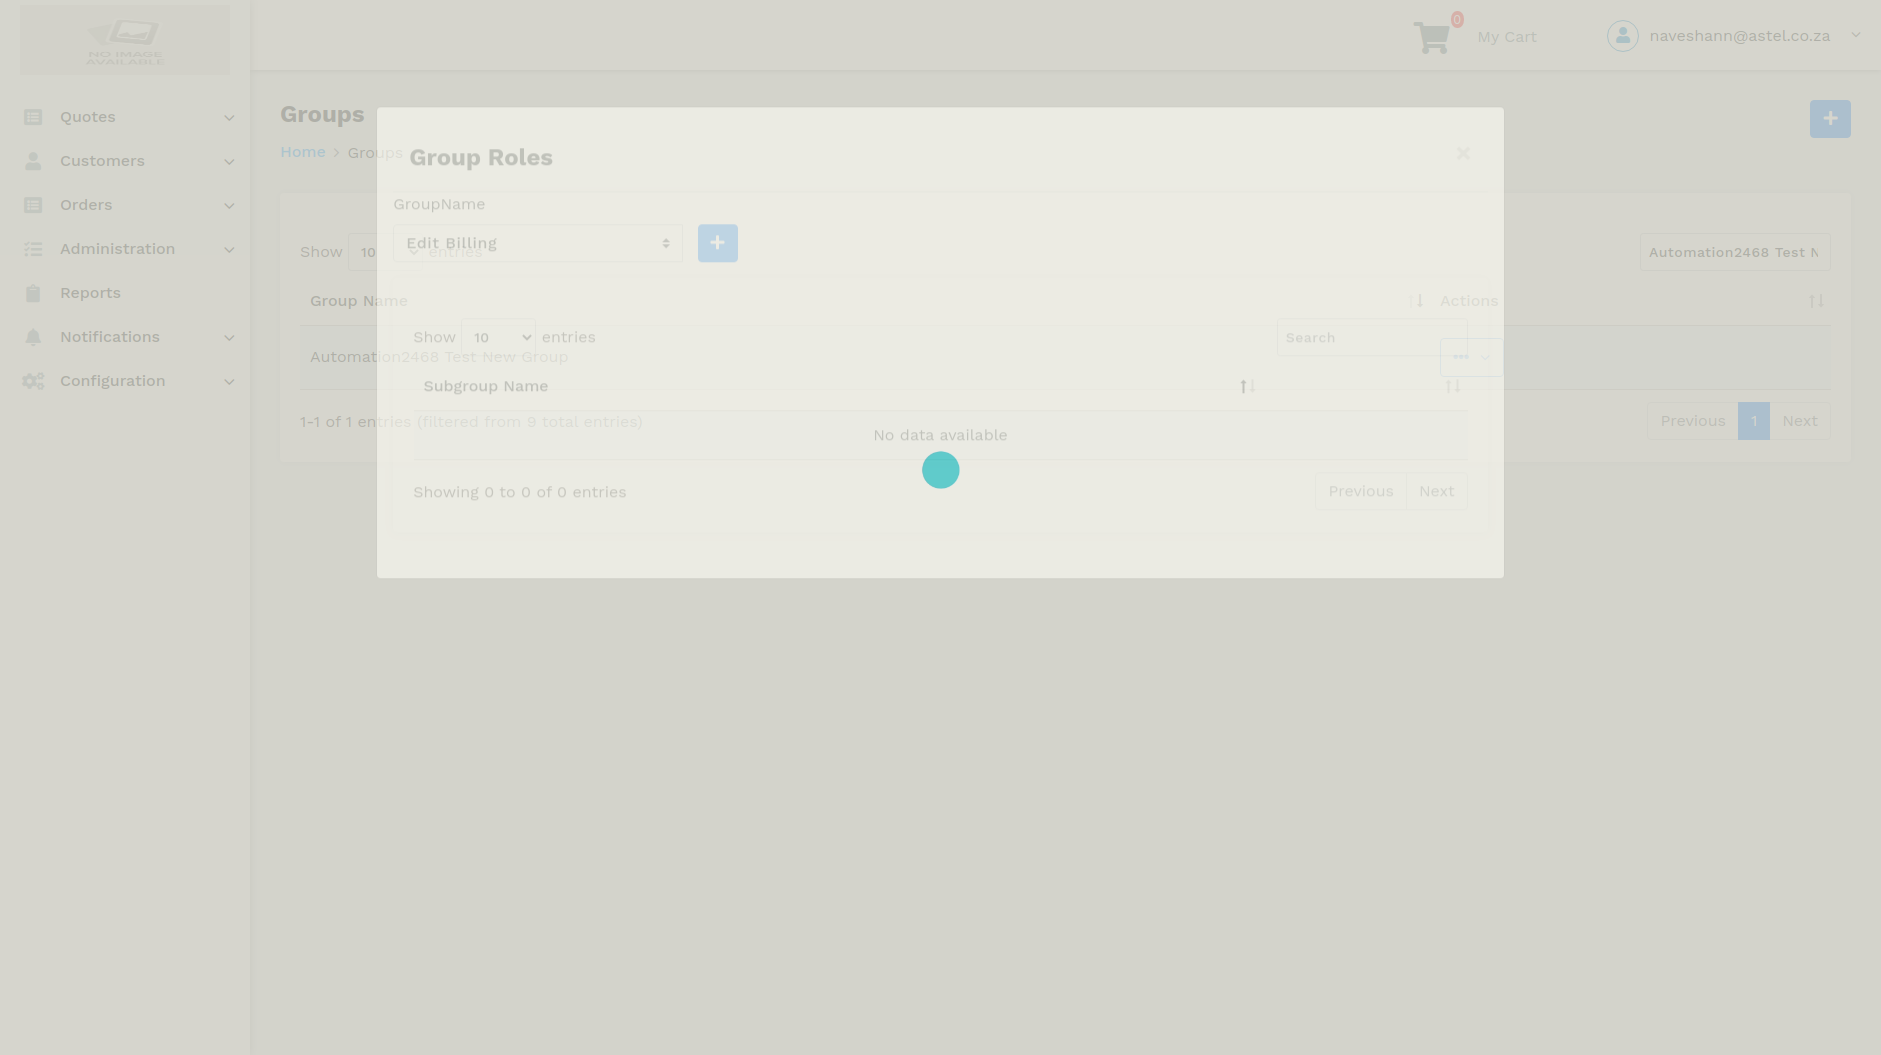 NO IMAGE
AVAILABLE
0
My Cart
naveshann@astel.co.za
Quotes
Customers
Orders
Administration
Reports
Notifications
Configuration
Groups
Home
Groups
Group Roles
GroupName
Edit Billing
Show 10 entries
Automation2468 Test N
Group Name
Actions
Show 10 entries
Search
Automation2468 Test New Group
Subgroup Name
1-1 of 1 entries (filtered from 9 total entries)
Previous 1 Next
No data available
Showing 0 to 0 of 0 entries
Previous Next